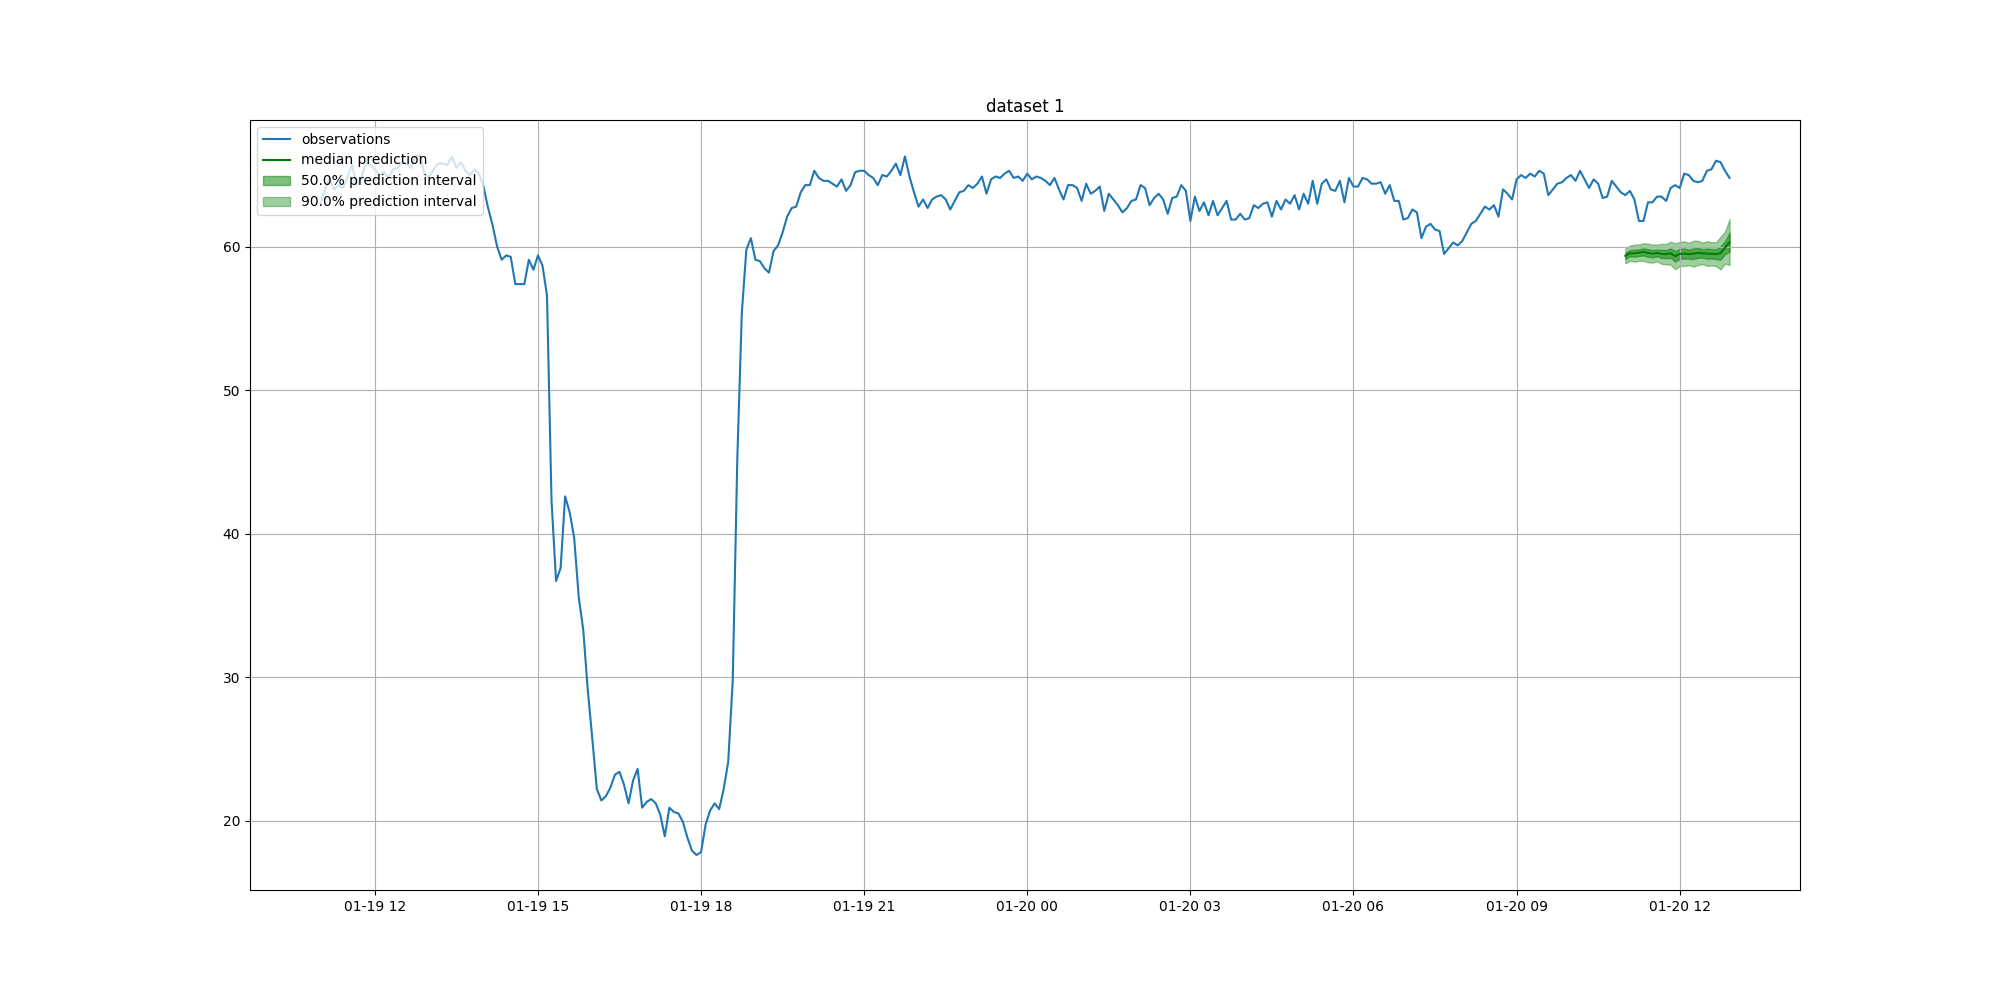 dataset 1
observations
median prediction
50.0% prediction interval
90.0% prediction interval
60
50
40
30
20
01-19 12
01-19 15
01-19 18
01-19 21
01-20 00
01-20 03
01-20 06
01-20 09
01-20 12